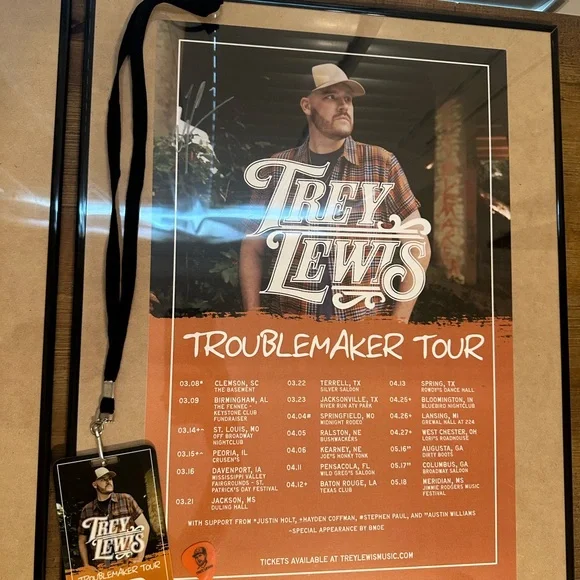 TREY
LEWIS
TROUBLEMAKER TOUR
03.08* CLEMSON, SC
THE BASEMENT
03.09 BIRMINGHAM, AL
THE FENNEC -
KEYSTONE CLUB
FUNDRAISER
03.14+~ ST. LOUIS, MO
OFF BROADWAY
NIGHTCLUB
03.15+~ PEORIA, IL
CRUSEN'S
03.16 DAVENPORT, IA
MISSISSIPPI VALLEY
FAIRGROUNDS - ST.
PATRICK'S DAY FESTIVAL
03.21 JACKSON, MS
DULING HALL
03.22 TERRELL, TX
SILVER SALOON
03.23 JACKSONVILLE, TX
RIVER RUN ATV PARK
04.04# SPRINGFIELD, MO
MIDNIGHT RODEO
04.05 RALSTON, NE
BUSHWACKERS
04.06 KEARNEY, NE
JOE'S HONKY TONK
04.11 PENSACOLA, FL
WILD GREG'S SALOON
04.12+ BATON ROUGE, LA
TEXAS CLUB
04.13 SPRING, TX
ROWDY'S DANCE HALL
04.25+ BLOOMINGTON, IN
BLUEBIRD NIGHTCLUB
04.26+ LANSING, MI
GREWAL HALL AT 224
04.27+ WEST CHESTER, OH
LORI'S ROADHOUSE
05.16^^ AUGUSTA, GA
DIRTY BOOTS
05.17^^ COLUMBUS, GA
BROADWAY SALOON
05.18 MERIDIAN, MS
JIMMIE RODGERS MUSIC
FESTIVAL
WITH SUPPORT FROM *JUSTIN HOLT, +HAYDEN COFFMAN, #STEPHEN PAUL, AND ^^AUSTIN WILLIAMS
~SPECIAL APPEARANCE BY BMOE
TICKETS AVAILABLE AT TREYLEWISMUSIC.COM
TREY
LEWIS
TROUBLEMAKER TOUR